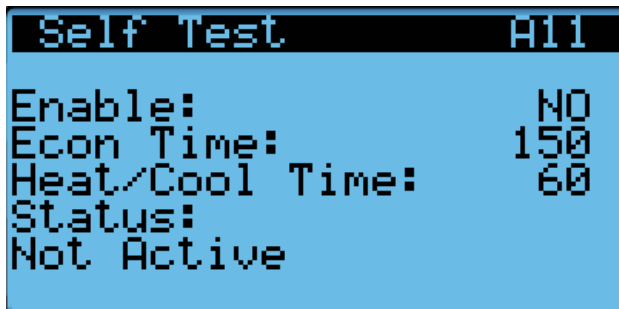 Self Test A11
Enable: NO
Econ Time: 150
Heat/Cool Time: 60
Status:
Not Active